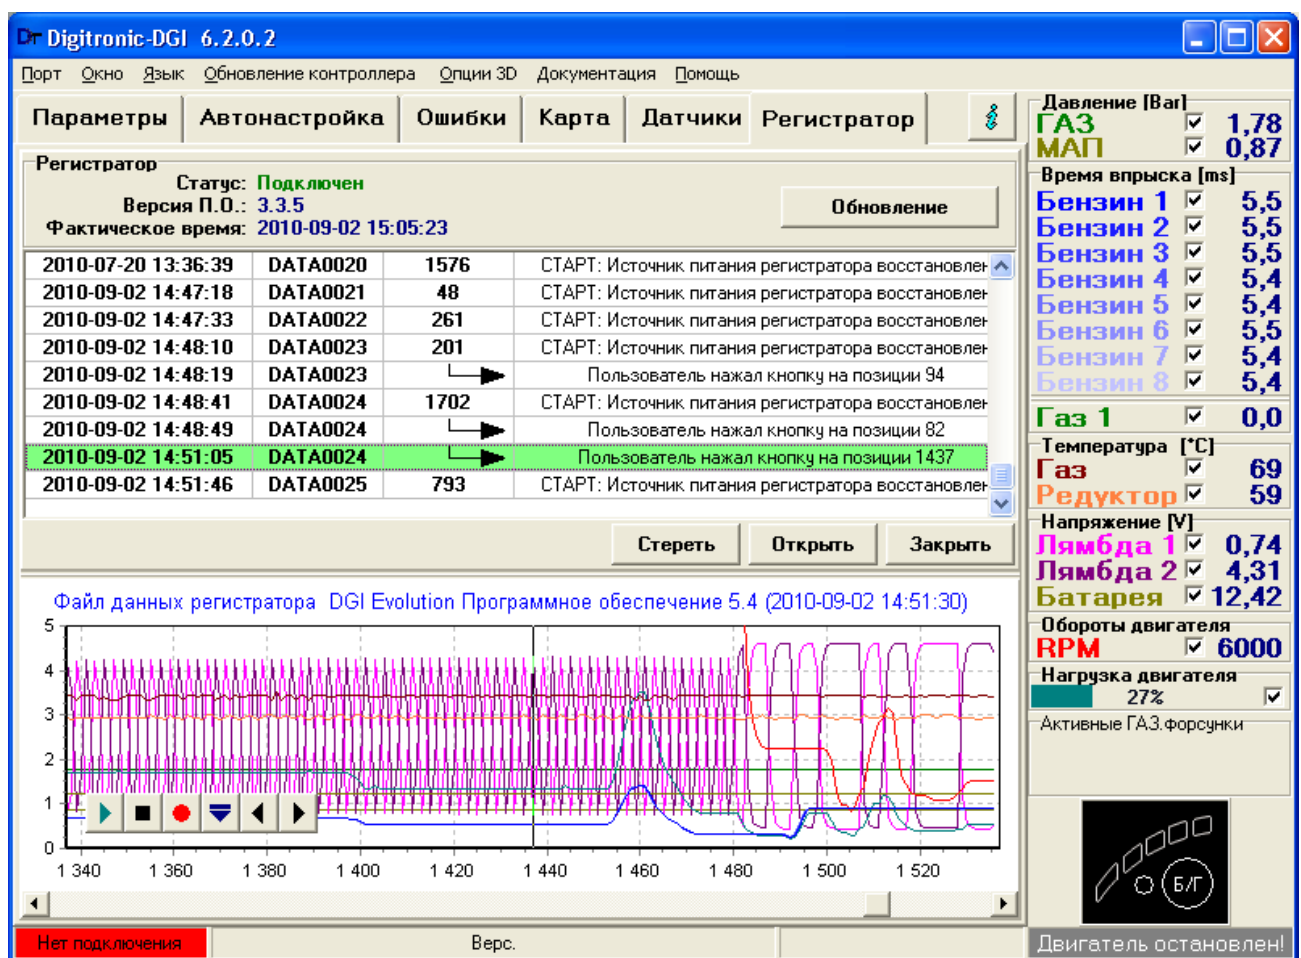 Digitronic-DGI 6.2.0.2
Порт Окно Язык Обновление контроллера Опции 3D Документация Помощь
Параметры Автонастройка Ошибки Карта Датчики Регистратор i
Регистратор
Статус: Подключен
Версия П.О.: 3.3.5
Фактическое время: 2010-09-02 15:05:23
Обновление
2010-07-20 13:36:39 DATA0020 1576 СТАРТ: Источник питания регистратора восстановлен
2010-09-02 14:47:18 DATA0021 48 СТАРТ: Источник питания регистратора восстановлен
2010-09-02 14:47:33 DATA0022 261 СТАРТ: Источник питания регистратора восстановлен
2010-09-02 14:48:10 DATA0023 201 СТАРТ: Источник питания регистратора восстановлен
2010-09-02 14:48:19 DATA0023 Пользователь нажал кнопку на позиции 94
2010-09-02 14:48:41 DATA0024 1702 СТАРТ: Источник питания регистратора восстановлен
2010-09-02 14:48:49 DATA0024 Пользователь нажал кнопку на позиции 82
2010-09-02 14:51:05 DATA0024 Пользователь нажал кнопку на позиции 1437
2010-09-02 14:51:46 DATA0025 793 СТАРТ: Источник питания регистратора восстановлен
Стереть Открыть Закрыть
Файл данных регистратора DGI Evolution Программное обеспечение 5.4 (2010-09-02 14:51:30)
5
4
3
2
1
0
1 340 1 360 1 380 1 400 1 420 1 440 1 460 1 480 1 500 1 520
Нет подключения Верс.
Давление [Bar]
ГАЗ 1,78
МАП 0,87
Время впрыска [ms]
Бензин 1 5,5
Бензин 2 5,5
Бензин 3 5,5
Бензин 4 5,4
Бензин 5 5,4
Бензин 6 5,5
Бензин 7 5,4
Бензин 8 5,4
Газ 1 0,0
Температура [°C]
Газ 69
Редуктор 59
Напряжение [V]
Лямбда 1 0,74
Лямбда 2 4,31
Батарея 12,42
Обороты двигателя
RPM 6000
Нагрузка двигателя
27%
Активные ГАЗ.форсунки
Б/Г
Двигатель остановлен!